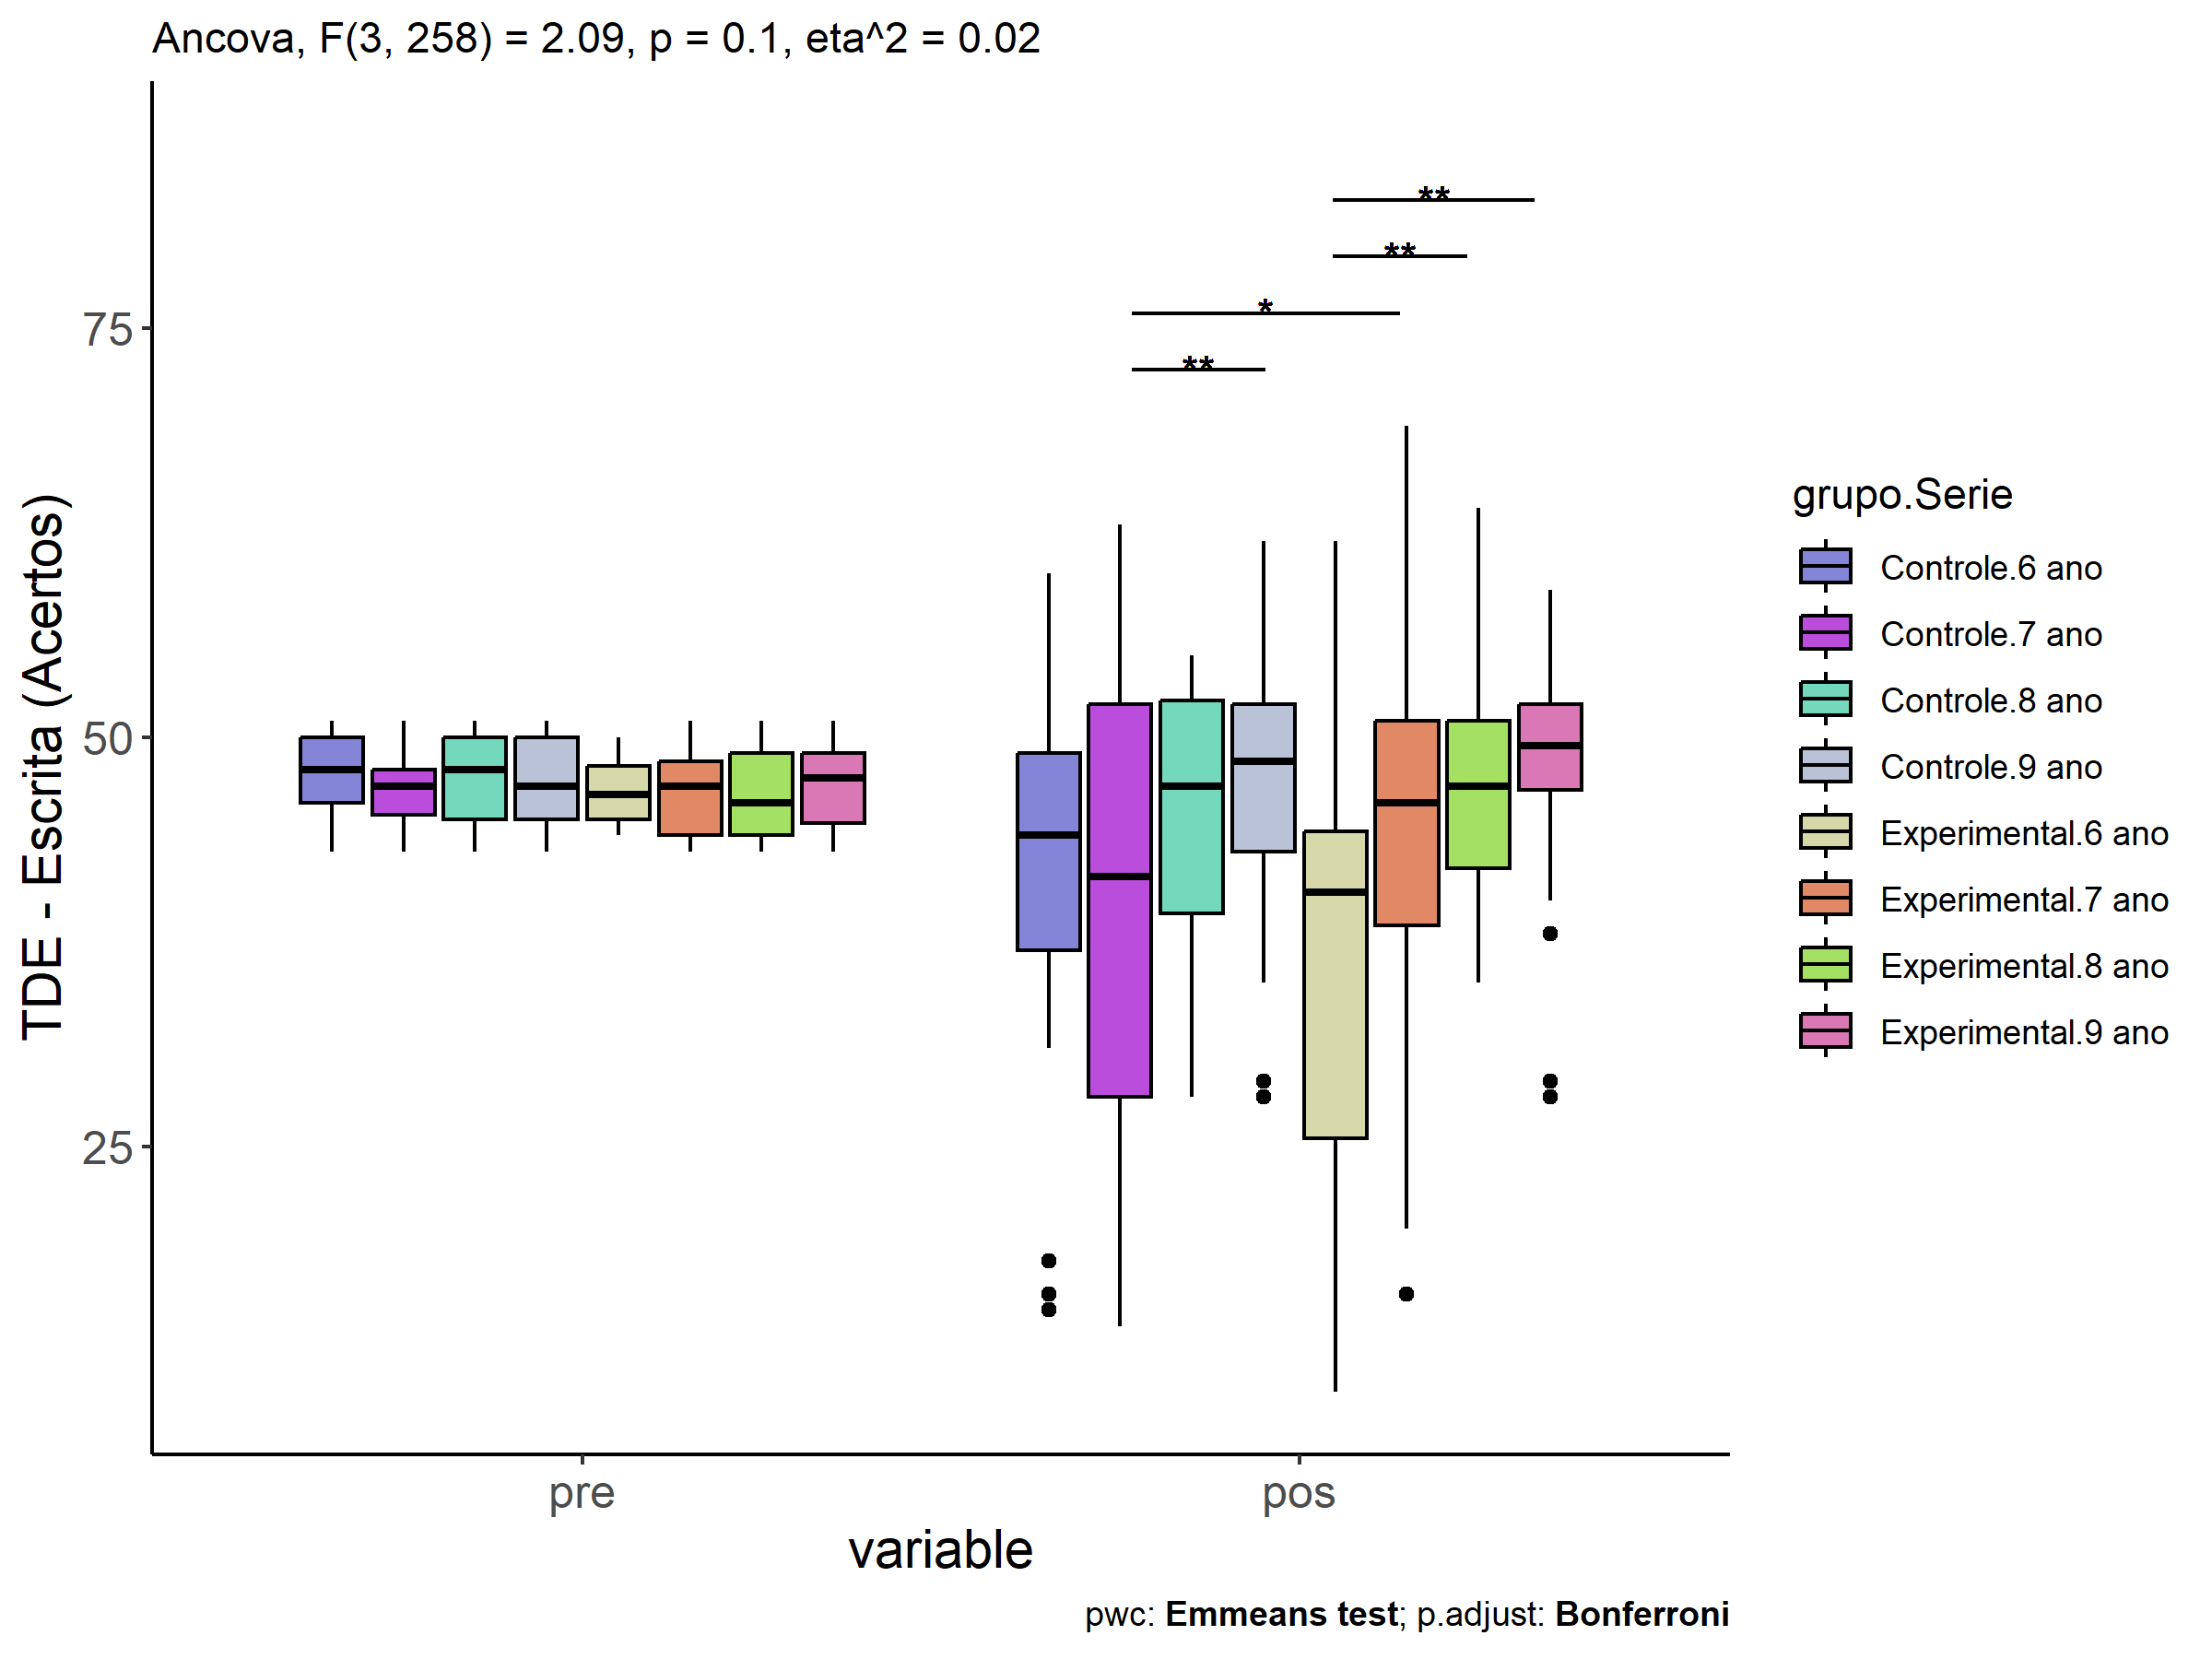 Ancova, F(3, 258) = 2.09, p = 0.1, eta^2 = 0.02
**
**
*
**
75
50
25
TDE - Escrita (Acertos)
pre
pos
variable
grupo.Serie
Controle.6 ano
Controle.7 ano
Controle.8 ano
Controle.9 ano
Experimental.6 ano
Experimental.7 ano
Experimental.8 ano
Experimental.9 ano
pwc: Emmeans test; p.adjust: Bonferroni